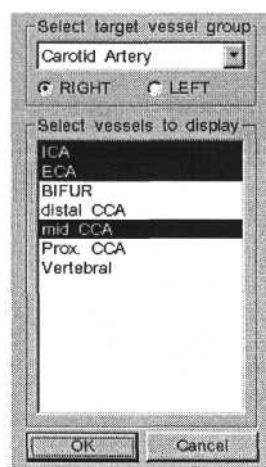 Select target vessel group
Carotid Artery
RIGHT LEFT
Select vessels to display
ICA
ECA
BIFUR
distal CCA
mid CCA
Prox. CCA
Vertebral
OK Cancel